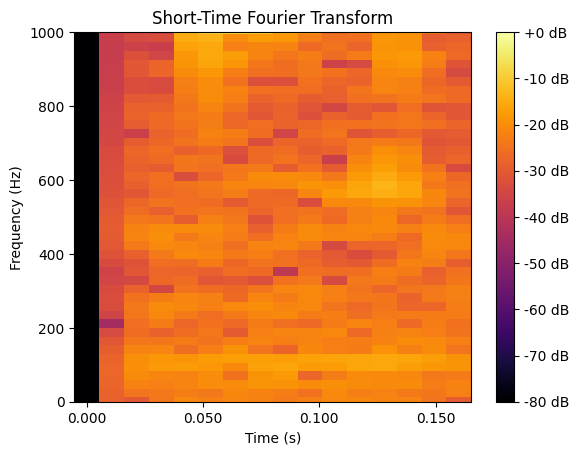 Short-Time Fourier Transform
1000
800
600
400
200
0
Frequency (Hz)
0.000
0.050
0.100
0.150
Time (s)
+0 dB
-10 dB
-20 dB
-30 dB
-40 dB
-50 dB
-60 dB
-70 dB
-80 dB